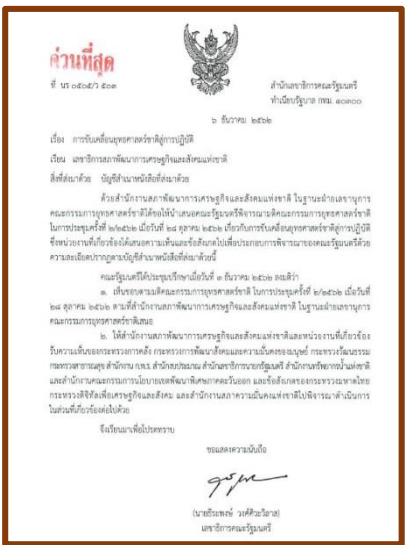 ด่วนที่สุด
ที่ นร ๐๕๐๕/ว ๕๐๓
สำนักเลขาธิการคณะรัฐมนตรี
ทำเนียบรัฐบาล กทม. ๑๐๓๐๐
๖ ธันวาคม ๒๕๖๒
เรื่อง การขับเคลื่อนยุทธศาสตร์ชาติสู่การปฏิบัติ
เรียน เลขาธิการสภาพัฒนาการเศรษฐกิจและสังคมแห่งชาติ
สิ่งที่ส่งมาด้วย บัญชีสำเนาหนังสือที่ส่งมาด้วย
ด้วยสำนักงานสภาพัฒนาการเศรษฐกิจและสังคมแห่งชาติ ในฐานะฝ่ายเลขานุการ
คณะกรรมการยุทธศาสตร์ชาติได้ขอให้นำเสนอคณะรัฐมนตรีพิจารณามติคณะกรรมการยุทธศาสตร์ชาติ
ในการประชุมครั้งที่ ๒/๒๕๖๒ เมื่อวันที่ ๒๘ ตุลาคม ๒๕๖๒ เกี่ยวกับการขับเคลื่อนยุทธศาสตร์ชาติสู่การปฏิบัติ
ซึ่งหน่วยงานที่เกี่ยวข้องได้เสนอความเห็นและข้อสังเกตไปเพื่อประกอบการพิจารณาของคณะรัฐมนตรีด้วย
ความละเอียดปรากฏตามบัญชีสำเนาหนังสือที่ส่งมาด้วยนี้
คณะรัฐมนตรีได้ประชุมปรึกษาเมื่อวันที่ ๓ ธันวาคม ๒๕๖๒ ลงมติว่า
๑. เห็นชอบตามมติคณะกรรมการยุทธศาสตร์ชาติ ในการประชุมครั้งที่ ๒/๒๕๖๒ เมื่อวันที่
๒๘ ตุลาคม ๒๕๖๒ ตามที่สำนักงานสภาพัฒนาการเศรษฐกิจและสังคมแห่งชาติ ในฐานะฝ่ายเลขานุการ
คณะกรรมการยุทธศาสตร์ชาติเสนอ
๒. ให้สำนักงานสภาพัฒนาการเศรษฐกิจและสังคมแห่งชาติและหน่วยงานที่เกี่ยวข้อง
รับความเห็นของกระทรวงการคลัง กระทรวงการพัฒนาสังคมและความมั่นคงของมนุษย์ กระทรวงวัฒนธรรม
กระทรวงสาธารณสุข สำนักงาน ก.พ.ร. สำนักงบประมาณ สำนักเลขาธิการนายกรัฐมนตรี สำนักงานทรัพยากรน้ำแห่งชาติ
และสำนักงานคณะกรรมการนโยบายเขตพัฒนาพิเศษภาคตะวันออก และข้อสังเกตของกระทรวงมหาดไทย
กระทรวงดิจิทัลเพื่อเศรษฐกิจและสังคม และสำนักงานสภาความมั่นคงแห่งชาติไปพิจารณาดำเนินการ
ในส่วนที่เกี่ยวข้องต่อไปด้วย
จึงเรียนมาเพื่อโปรดทราบ
ขอแสดงความนับถือ
(นายธีระพงษ์ วงศ์ศิวะวิลาส)
เลขาธิการคณะรัฐมนตรี